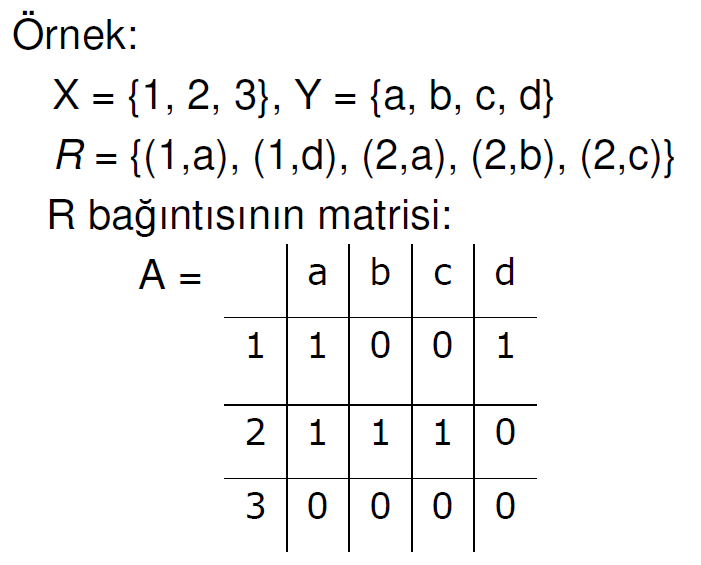 Örnek:
X = {1, 2, 3}, Y = {a, b, c, d}
R = {(1,a), (1,d), (2,a), (2,b), (2,c)}
R bağıntısının matrisi:
A = a b c d
1 1 0 0 1
2 1 1 1 0
3 0 0 0 0